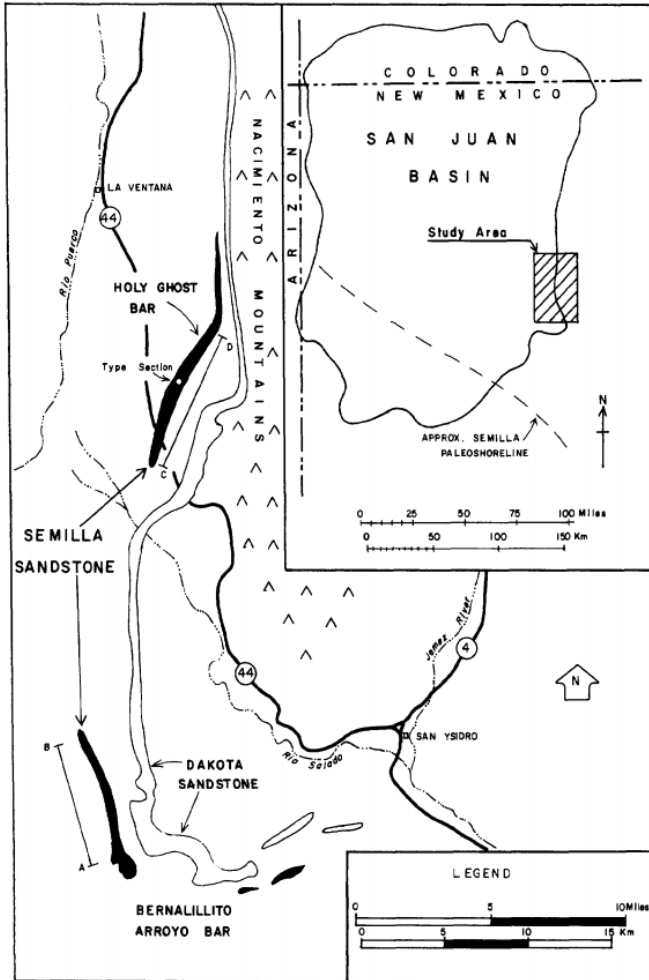 COLORADO
NEW MEXICO
ARIZONA
SAN JUAN
BASIN
Study Area
N
APPROX. SEMILLA
PALEOSHORELINE
0 25 50 75 100 Miles
0 50 100 150 Km
NACIMIENTO
MOUNTAINS
LA VENTANA
44
Rio Puerco
HOLY GHOST
BAR
Type Section
D
C
SEMILLA
SANDSTONE
Jemez River
4
44
N
SAN YSIDRO
Rio Salado
B
DAKOTA
SANDSTONE
A
BERNALILLITO
ARROYO BAR
LEGEND
0 5 10 Miles
0 5 10 15 Km